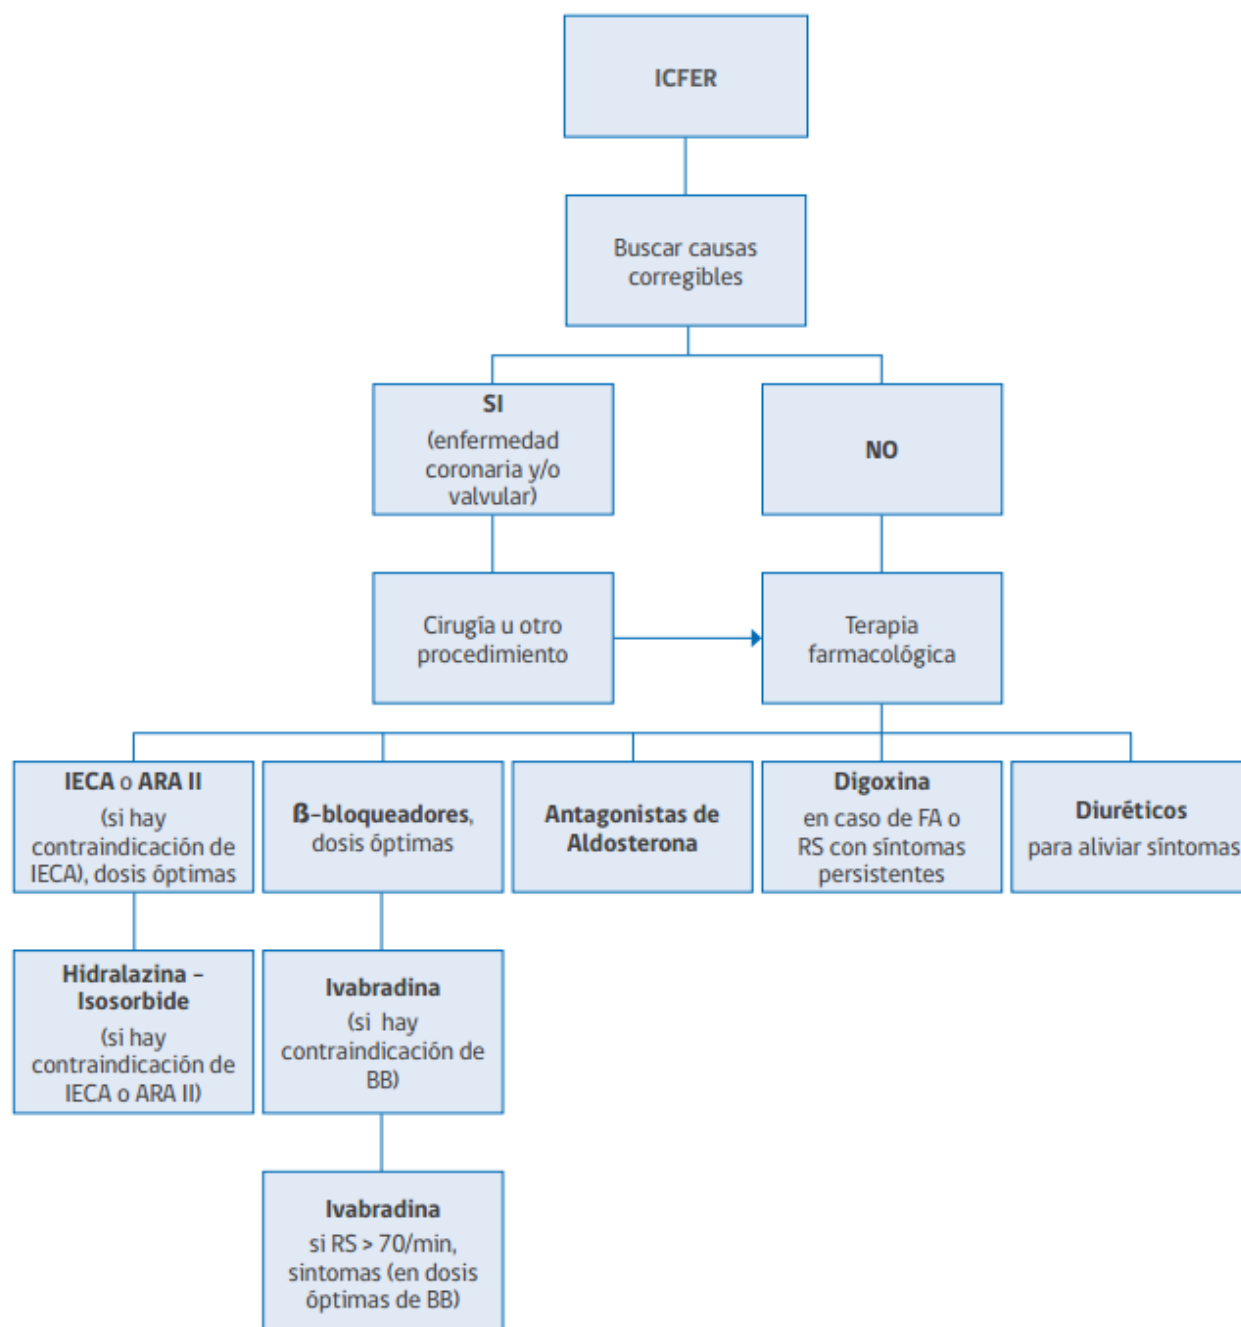 ICFER
Buscar causas
corregibles
SI
(enfermedad
coronaria y/o
valvular)
NO
Cirugía u otro
procedimiento
Terapia
farmacológica
IECA o ARA II
(si hay
contraindicación de
IECA), dosis óptimas
ß-bloqueadores,
dosis óptimas
Antagonistas de
Aldosterona
Digoxina
en caso de FA o
RS con síntomas
persistentes
Diuréticos
para aliviar síntomas
Hidralazina –
Isosorbide
(si hay
contraindicación de
IECA o ARA II)
Ivabradina
(si hay
contraindicación de
BB)
Ivabradina
si RS > 70/min,
sintomas (en dosis
óptimas de BB)